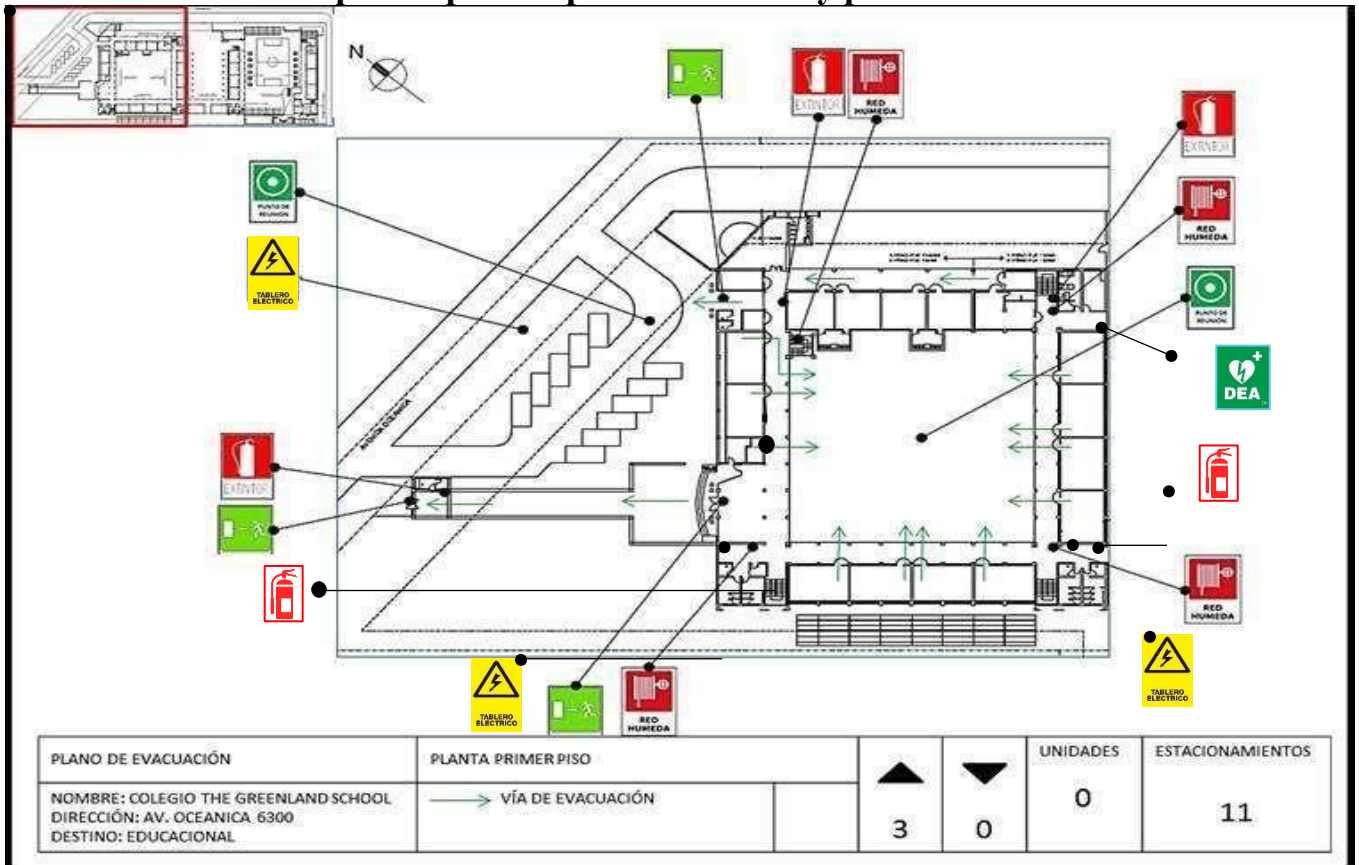 N
EXTINTOR
RED
HUMEDA
EXTINTOR
RED
HUMEDA
PUNTO DE
REUNIÓN
PUNTO DE
REUNIÓN
TABLERO
ELECTRICO
DEA
AVENIDA OCEANICA
EXTINTOR
RED
HUMEDA
TABLERO
ELECTRICO
RED
HUMEDA
TABLERO
ELECTRICO
PLANO DE EVACUACIÓN
PLANTA PRIMER PISO
UNIDADES
ESTACIONAMIENTOS
NOMBRE: COLEGIO THE GREENLAND SCHOOL
DIRECCIÓN: AV. OCEANICA 6300
DESTINO: EDUCACIONAL
VÍA DE EVACUACIÓN
3
0
0
11